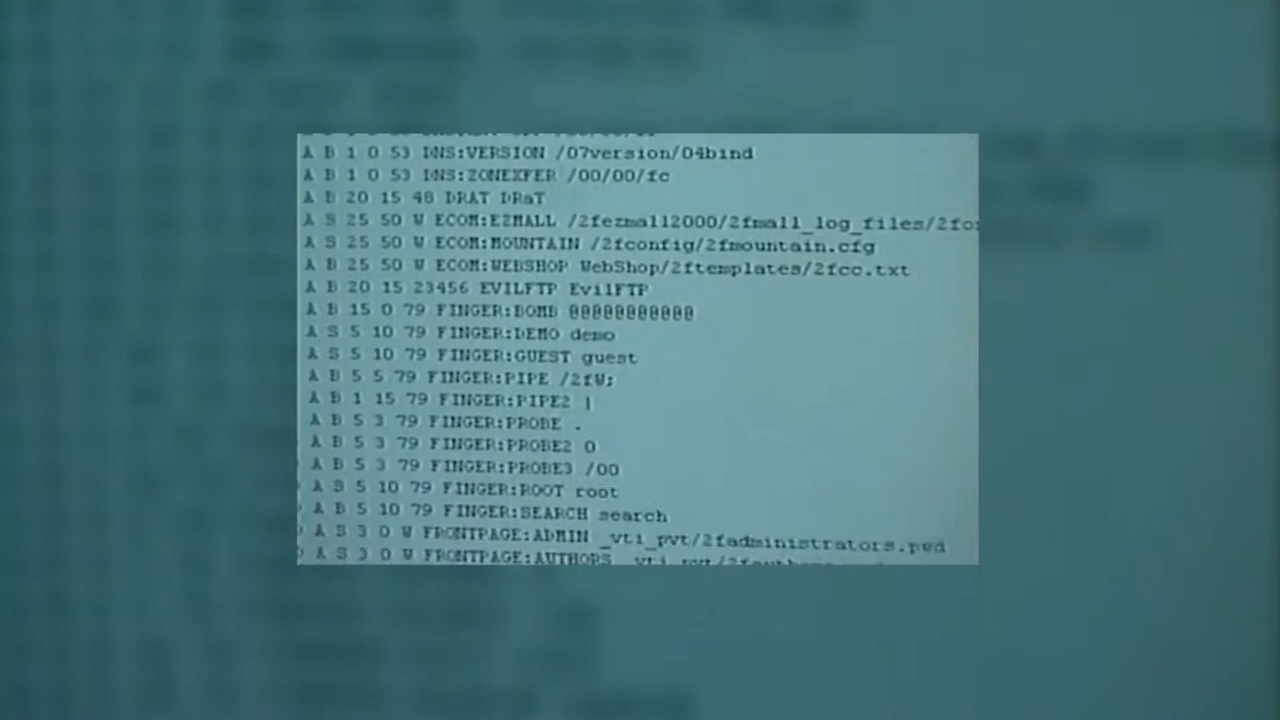 A B 1 0 53 DNS:VERSION /07version/04bind
A B 1 0 53 DNS:ZONEXFER /00/00/fc
A B 20 15 48 DRAT DRaT
A S 25 50 W ECOM:EZMALL /2fezmall2000/2fmall_log_files/2for
A S 25 50 W ECOM:MOUNTAIN /2fconfig/2fmountain.cfg
A B 25 50 W ECOM:WEBSHOP WebShop/2ftemplates/2fcc.txt
A B 20 15 23456 EVILFTP EvilFTP
A B 15 0 79 FINGER:BOMB @@@@@@@@@@@
A S 5 10 79 FINGER:DEMO demo
A S 5 10 79 FINGER:GUEST guest
A B 5 5 79 FINGER:PIPE /2fW;
A B 1 15 79 FINGER:PIPE2 |
A B 5 3 79 FINGER:PROBE .
A B 5 3 79 FINGER:PROBE2 0
A B 5 3 79 FINGER:PROBE3 /00
A S 5 10 79 FINGER:ROOT root
A B 5 10 79 FINGER:SEARCH search
A S 3 0 W FRONTPAGE:ADMIN _vti_pvt/2fadministrators.pwd
A S 3 0 W FRONTPAGE:AUTHORS